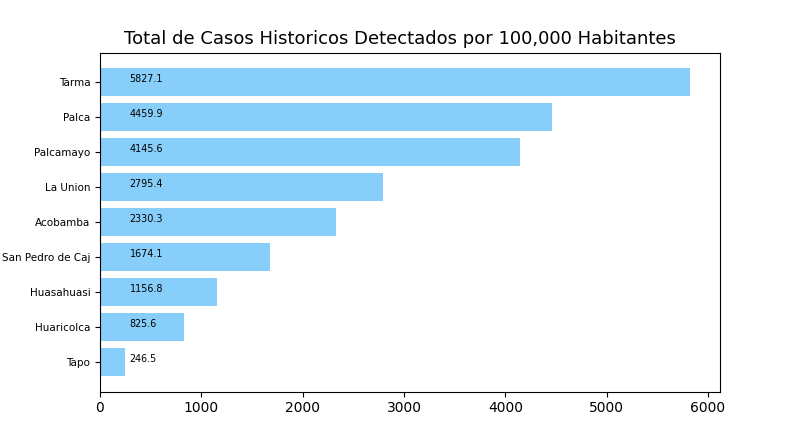 Total de Casos Historicos Detectados por 100,000 Habitantes
Tarma 5827.1
Palca 4459.9
Palcamayo 4145.6
La Union 2795.4
Acobamba 2330.3
San Pedro de Caj 1674.1
Huasahuasi 1156.8
Huaricolca 825.6
Tapo 246.5
0 1000 2000 3000 4000 5000 6000